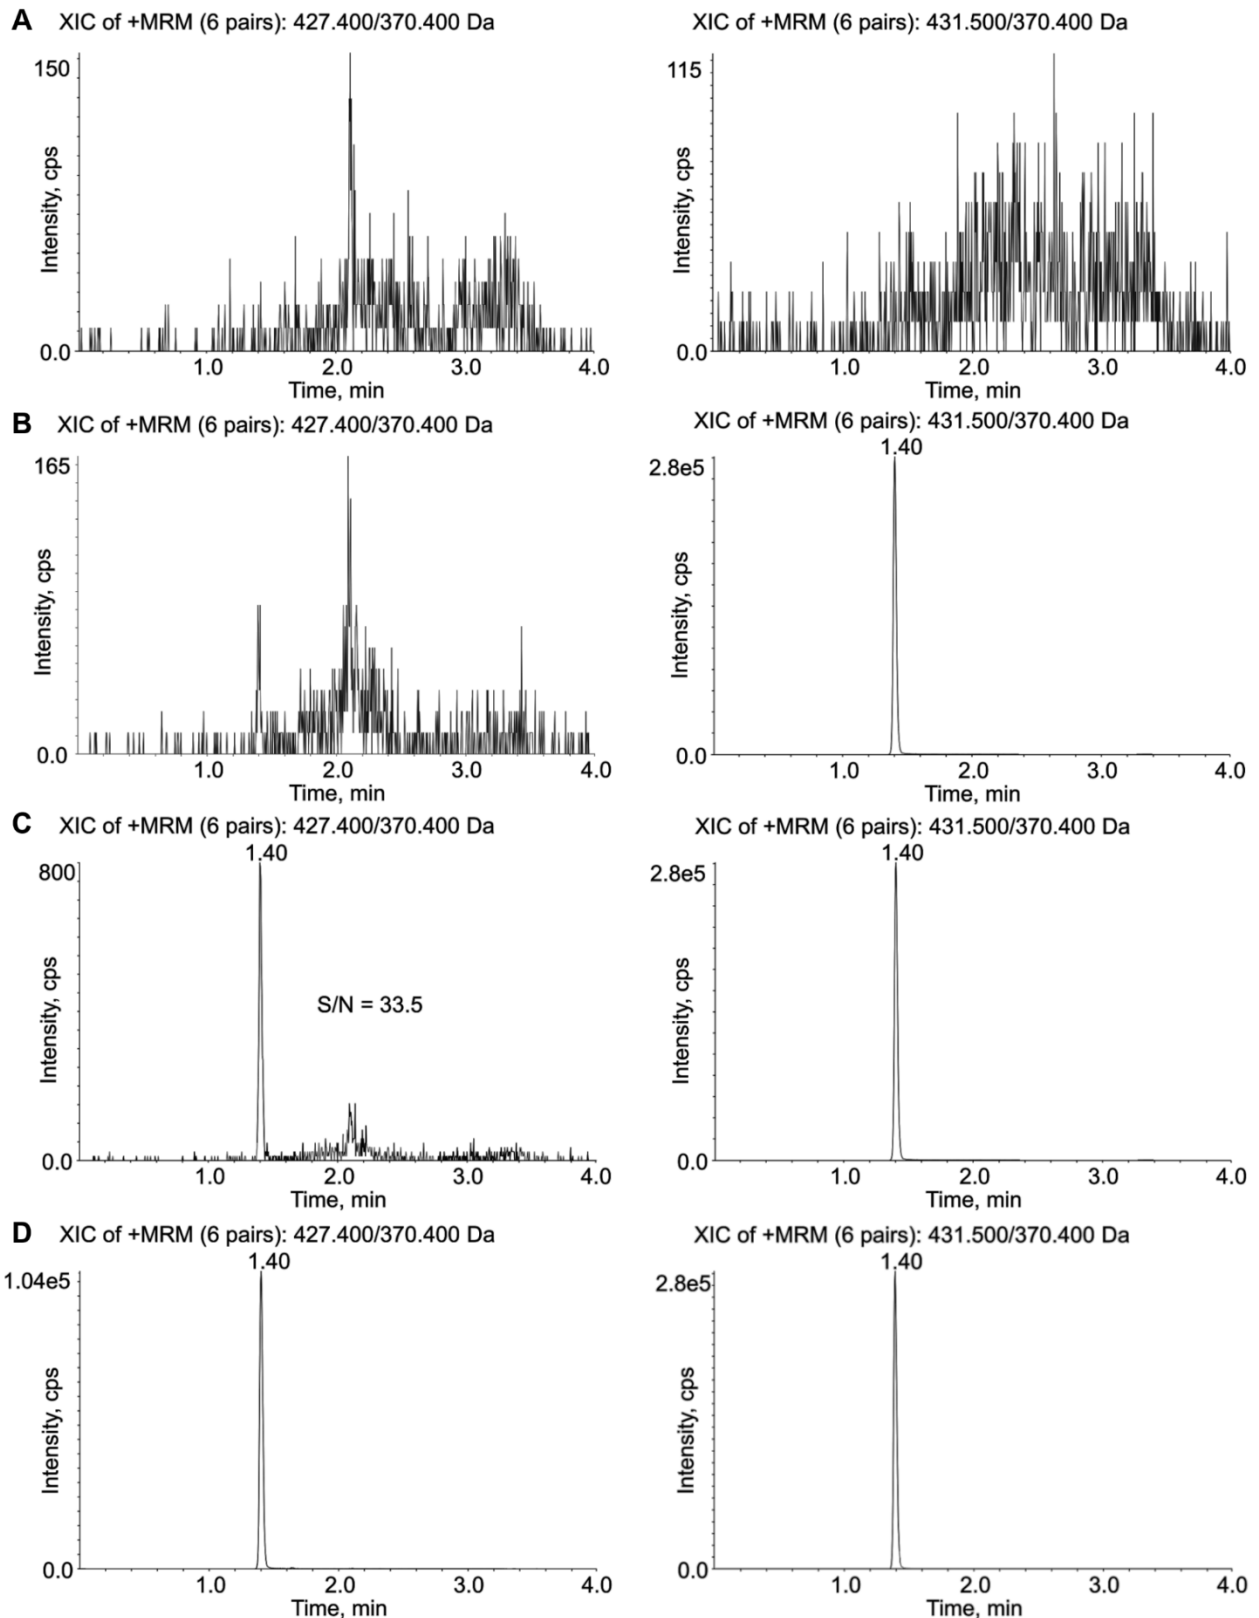 A XIC of +MRM (6 pairs): 427.400/370.400 Da
150
Intensity, cps
0.0
1.0 2.0 3.0 4.0
Time, min
XIC of +MRM (6 pairs): 431.500/370.400 Da
115
Intensity, cps
0.0
1.0 2.0 3.0 4.0
Time, min
B XIC of +MRM (6 pairs): 427.400/370.400 Da
165
Intensity, cps
0.0
1.0 2.0 3.0 4.0
Time, min
XIC of +MRM (6 pairs): 431.500/370.400 Da
1.40
2.8e5
Intensity, cps
0.0
1.0 2.0 3.0 4.0
Time, min
C XIC of +MRM (6 pairs): 427.400/370.400 Da
1.40
800
Intensity, cps
S/N = 33.5
0.0
1.0 2.0 3.0 4.0
Time, min
XIC of +MRM (6 pairs): 431.500/370.400 Da
1.40
2.8e5
Intensity, cps
0.0
1.0 2.0 3.0 4.0
Time, min
D XIC of +MRM (6 pairs): 427.400/370.400 Da
1.40
1.04e5
Intensity, cps
0.0
1.0 2.0 3.0 4.0
Time, min
XIC of +MRM (6 pairs): 431.500/370.400 Da
1.40
2.8e5
Intensity, cps
0.0
1.0 2.0 3.0 4.0
Time, min